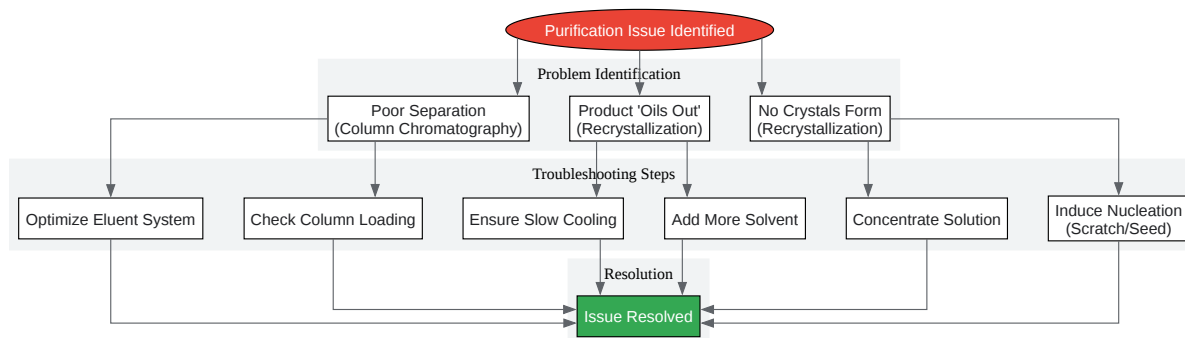 Purification Issue Identified
Problem Identification
Poor Separation
(Column Chromatography)
Product 'Oils Out'
(Recrystallization)
No Crystals Form
(Recrystallization)
Troubleshooting Steps
Optimize Eluent System
Check Column Loading
Ensure Slow Cooling
Add More Solvent
Concentrate Solution
Induce Nucleation
(Scratch/Seed)
Resolution
Issue Resolved